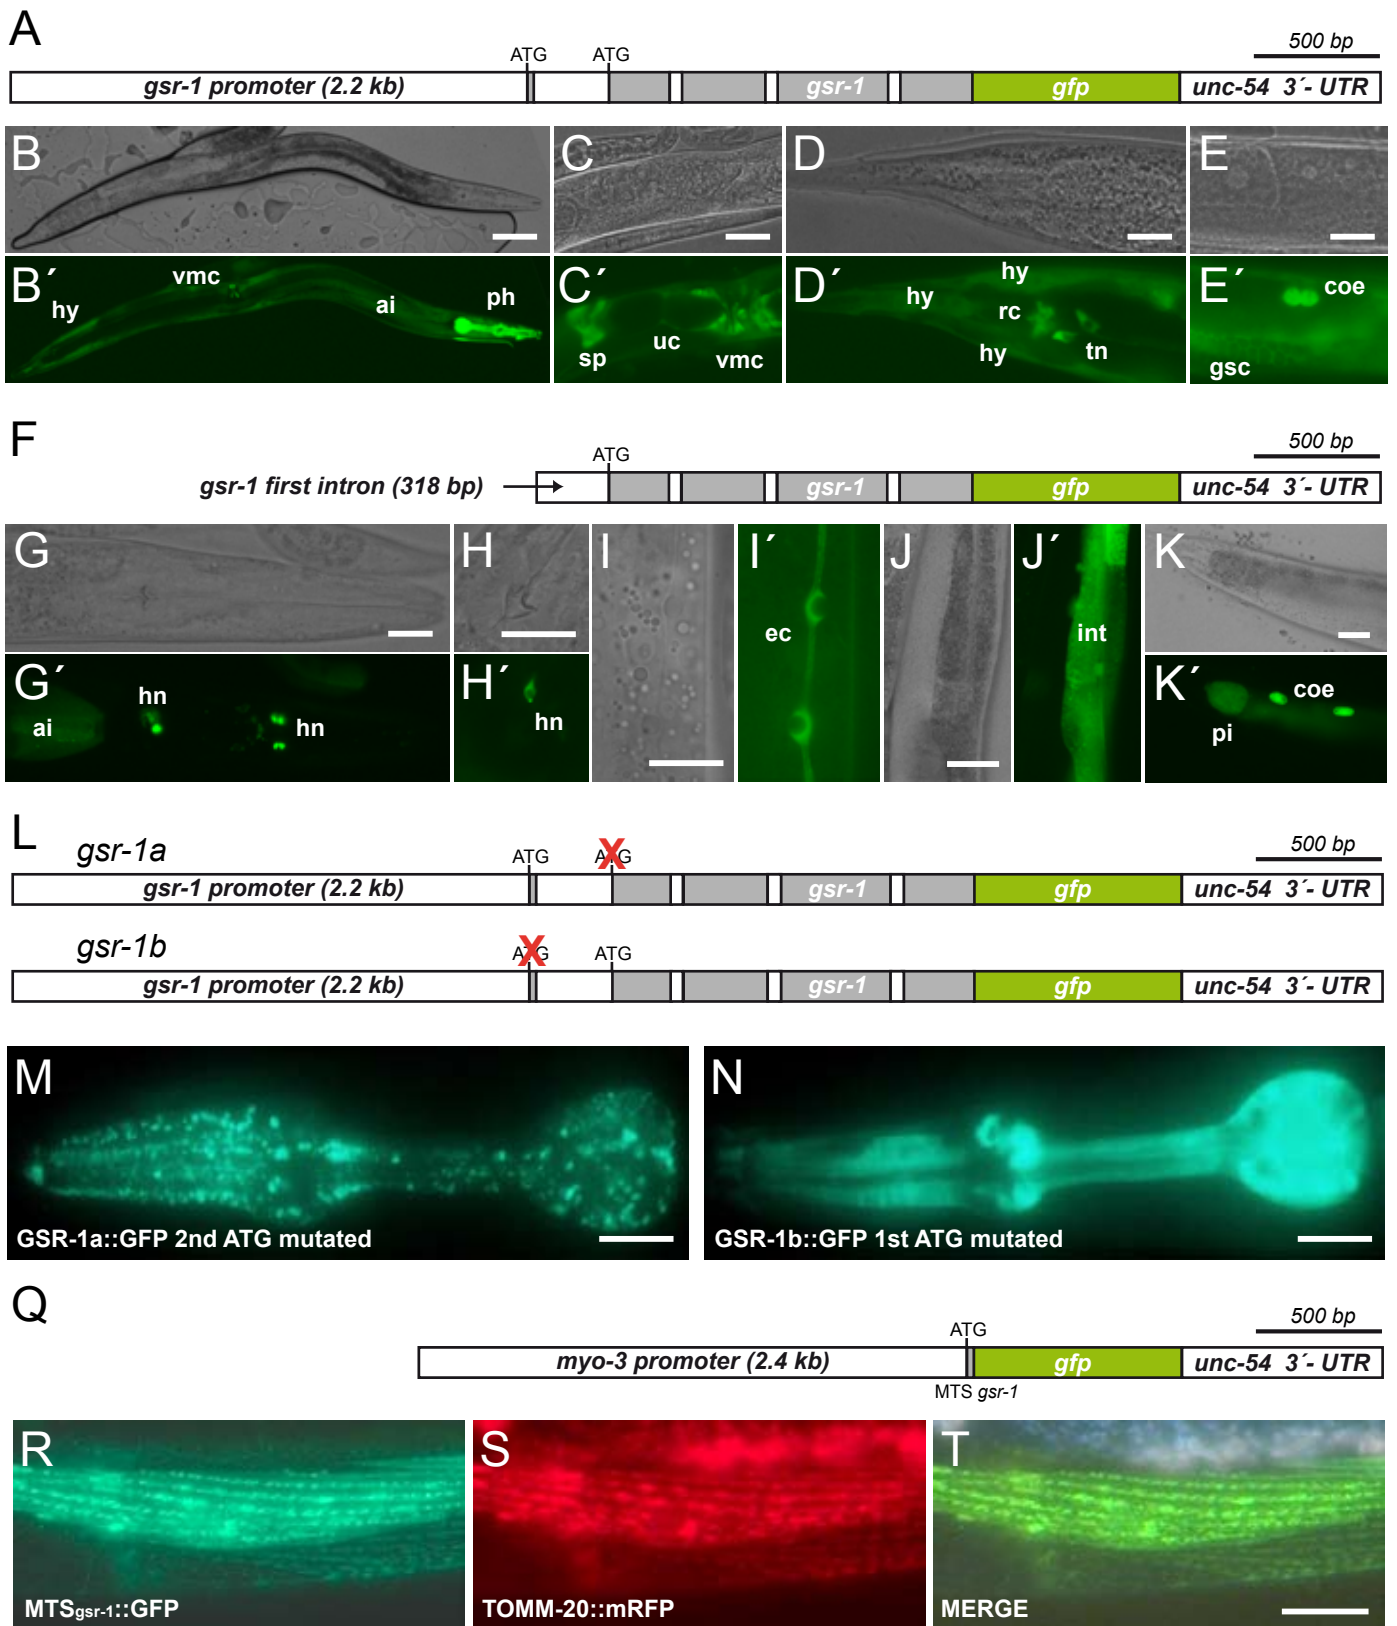 A
500 bp
ATG ATG
gsr-1 promoter (2.2 kb) gsr-1 gfp unc-54 3´- UTR
B C D E
B´ C´ D´ E´
hy vmc ai ph
sp uc vmc
hy hy hy rc tn
coe gsc
F
500 bp
ATG
gsr-1 first intron (318 bp) gsr-1 gfp unc-54 3´- UTR
G H I I´ J J´ K
G´ H´ K´
ai hn hn
hn
ec
int
pi coe
L
gsr-1a
500 bp
ATG ATG
X
gsr-1 promoter (2.2 kb) gsr-1 gfp unc-54 3´- UTR
gsr-1b
ATG ATG
X
gsr-1 promoter (2.2 kb) gsr-1 gfp unc-54 3´- UTR
M
GSR-1a::GFP 2nd ATG mutated
N
GSR-1b::GFP 1st ATG mutated
Q
500 bp
ATG
myo-3 promoter (2.4 kb) gfp unc-54 3´- UTR
MTS gsr-1
R
MTSgsr-1::GFP
S
TOMM-20::mRFP
T
MERGE